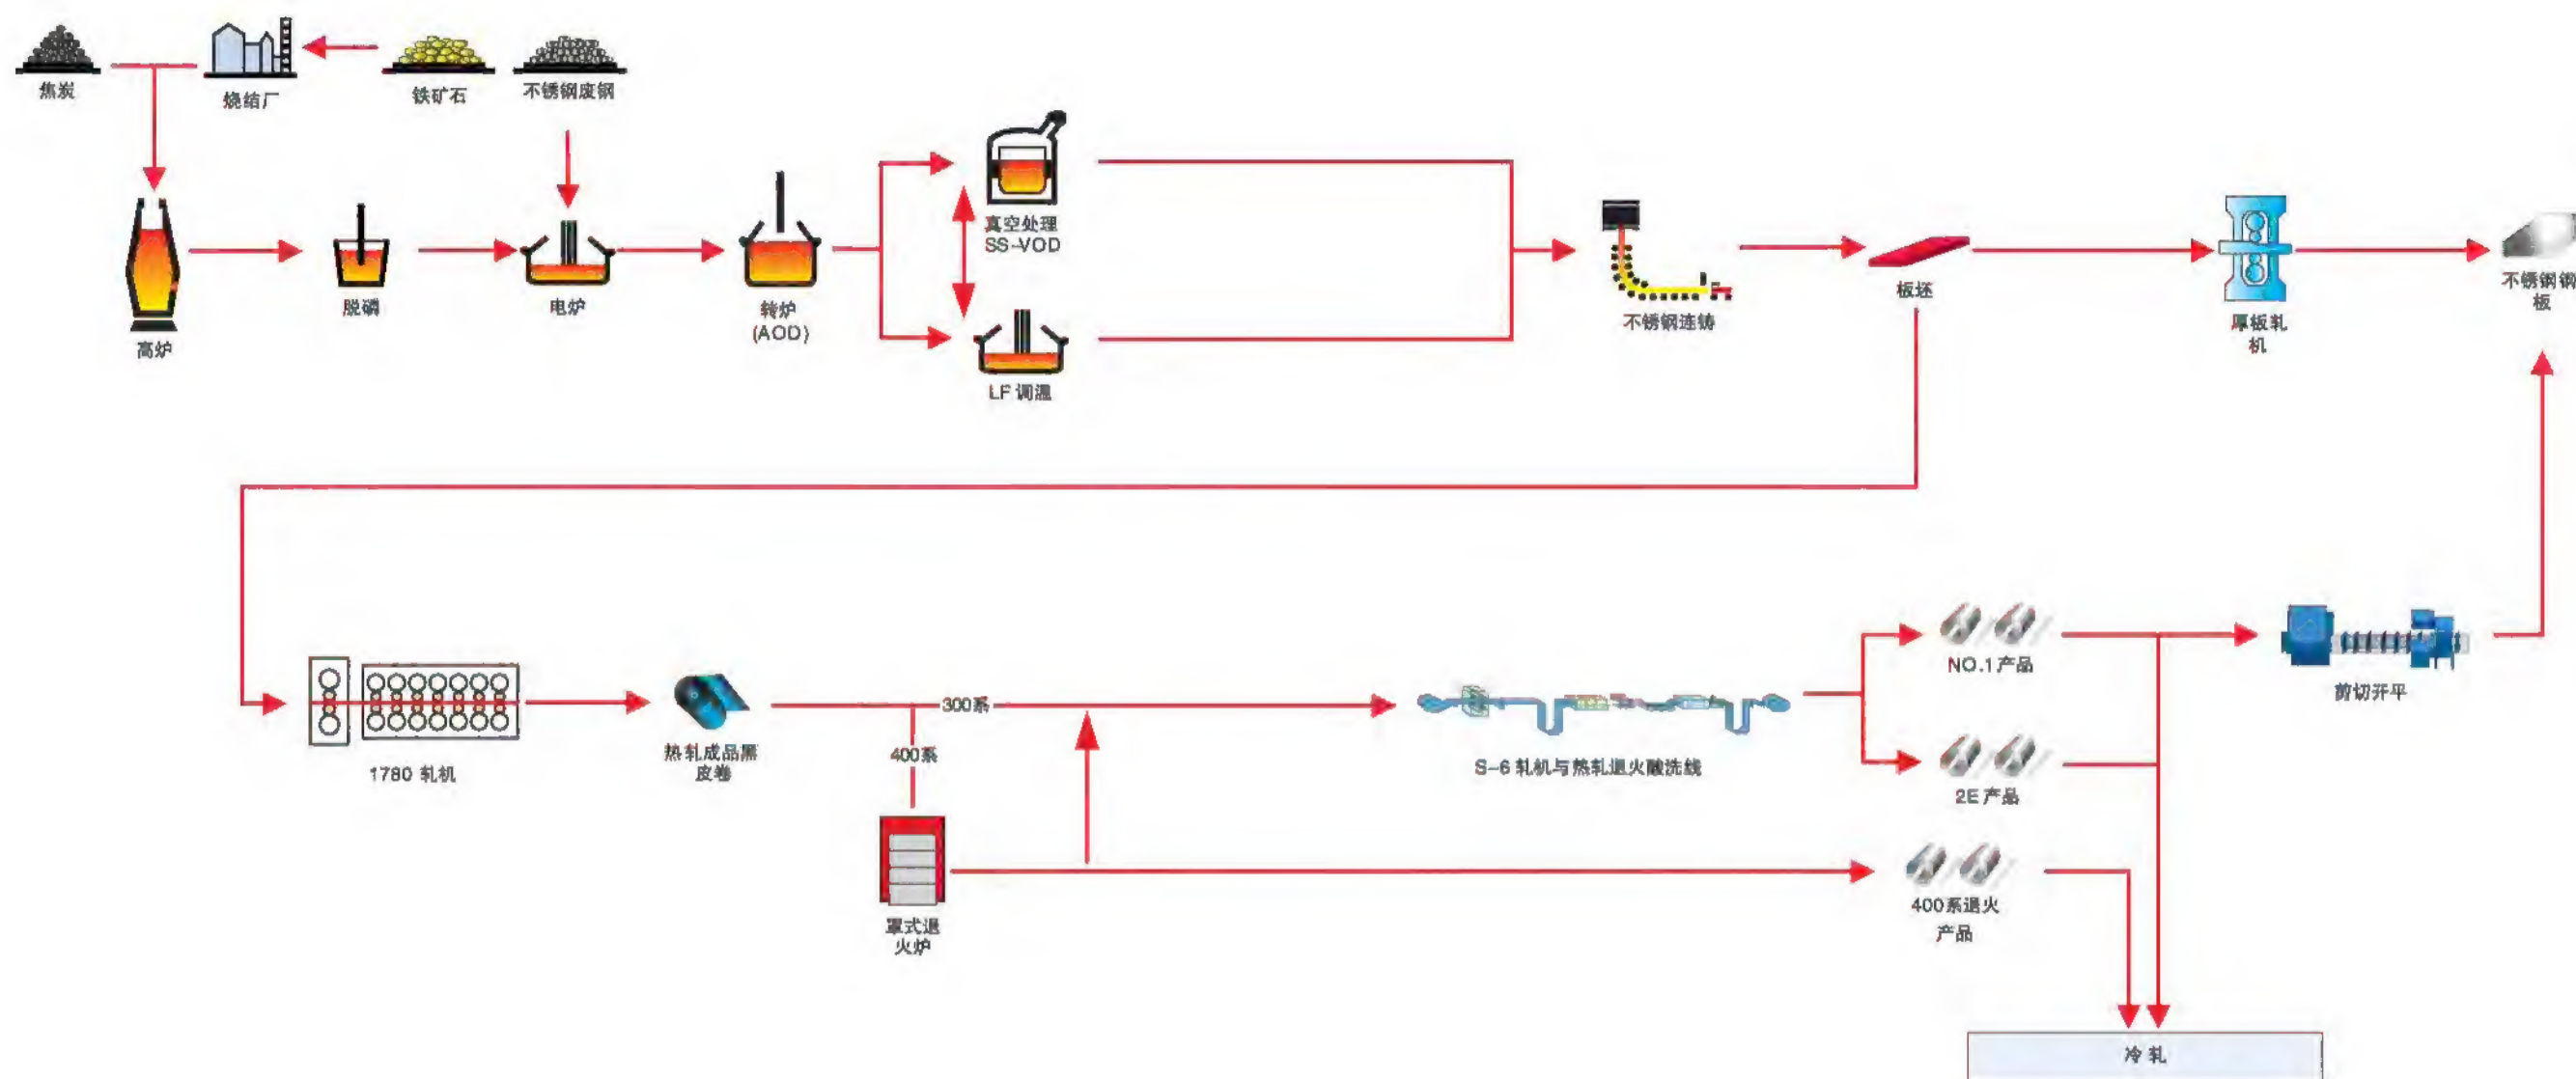 焦炭
烧结厂
铁矿石
不锈钢废钢
高炉
脱磷
电炉
转炉
(AOD)
真空处理
SS-VOD
LF 调温
不锈钢连铸
板坯
厚板轧
机
不锈钢钢
板
1780 轧机
热轧成品黑
皮卷
300系
400系
罩式退
火炉
S-6 轧机与热轧退火酸洗线
NO.1产品
2E 产品
400系退火
产品
剪切开平
冷轧